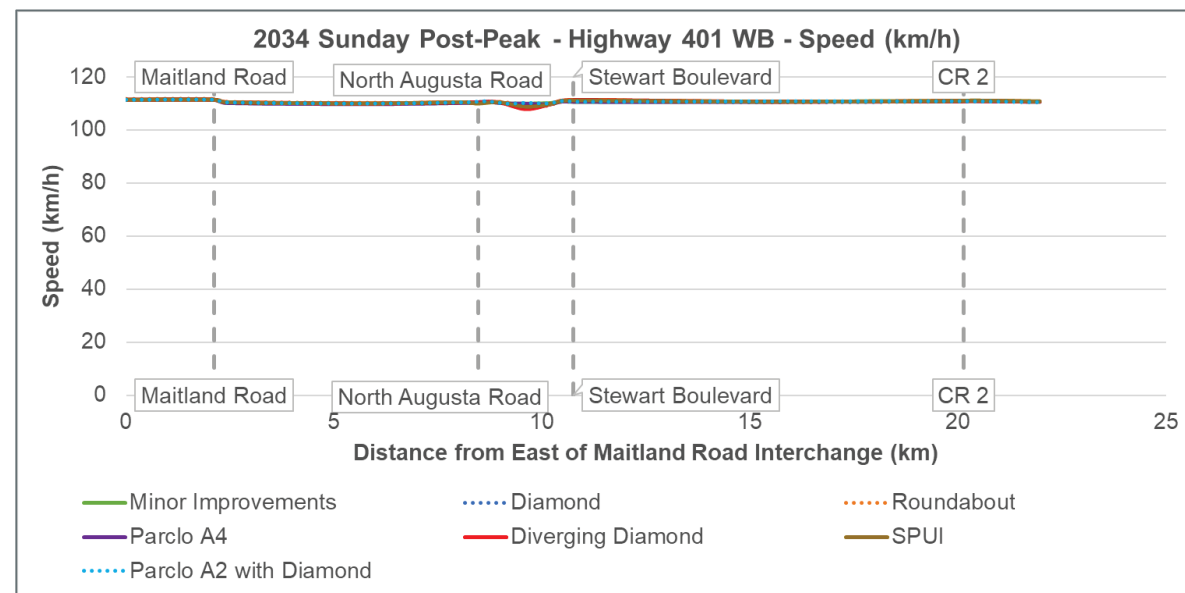 2034 Sunday Post-Peak - Highway 401 WB - Speed (km/h)
120
Maitland Road
North Augusta Road
Stewart Boulevard
CR 2
100
80
60
40
20
0
Speed (km/h)
Maitland Road
North Augusta Road
Stewart Boulevard
CR 2
0 5 10 15 20 25
Distance from East of Maitland Road Interchange (km)
Minor Improvements Diamond Roundabout
Parclo A4 Diverging Diamond SPUI
Parclo A2 with Diamond